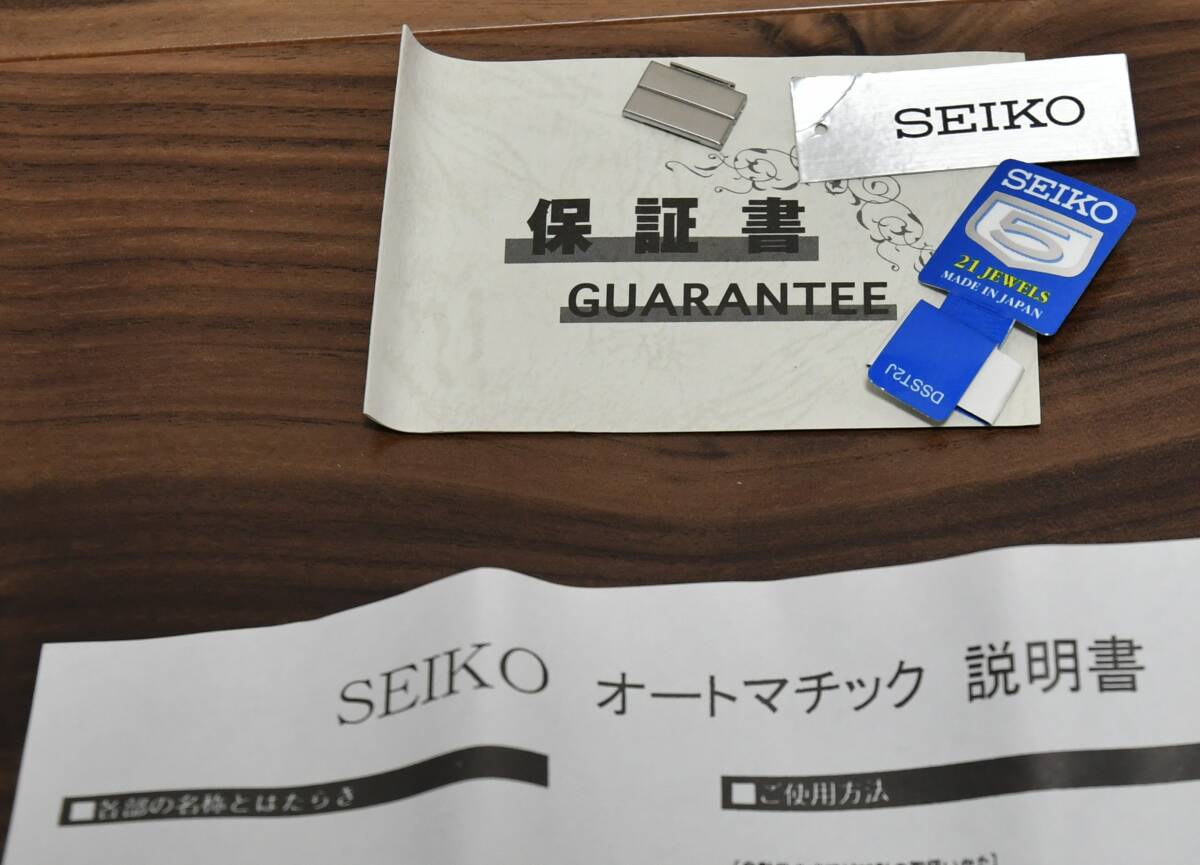 SEIKO
SEIKO
5
21 JEWELS
MADE IN JAPAN
DSST2J
保証書
GUARANTEE
SEIKO オートマチック 説明書
■各部の名称とはたらき
■ご使用方法